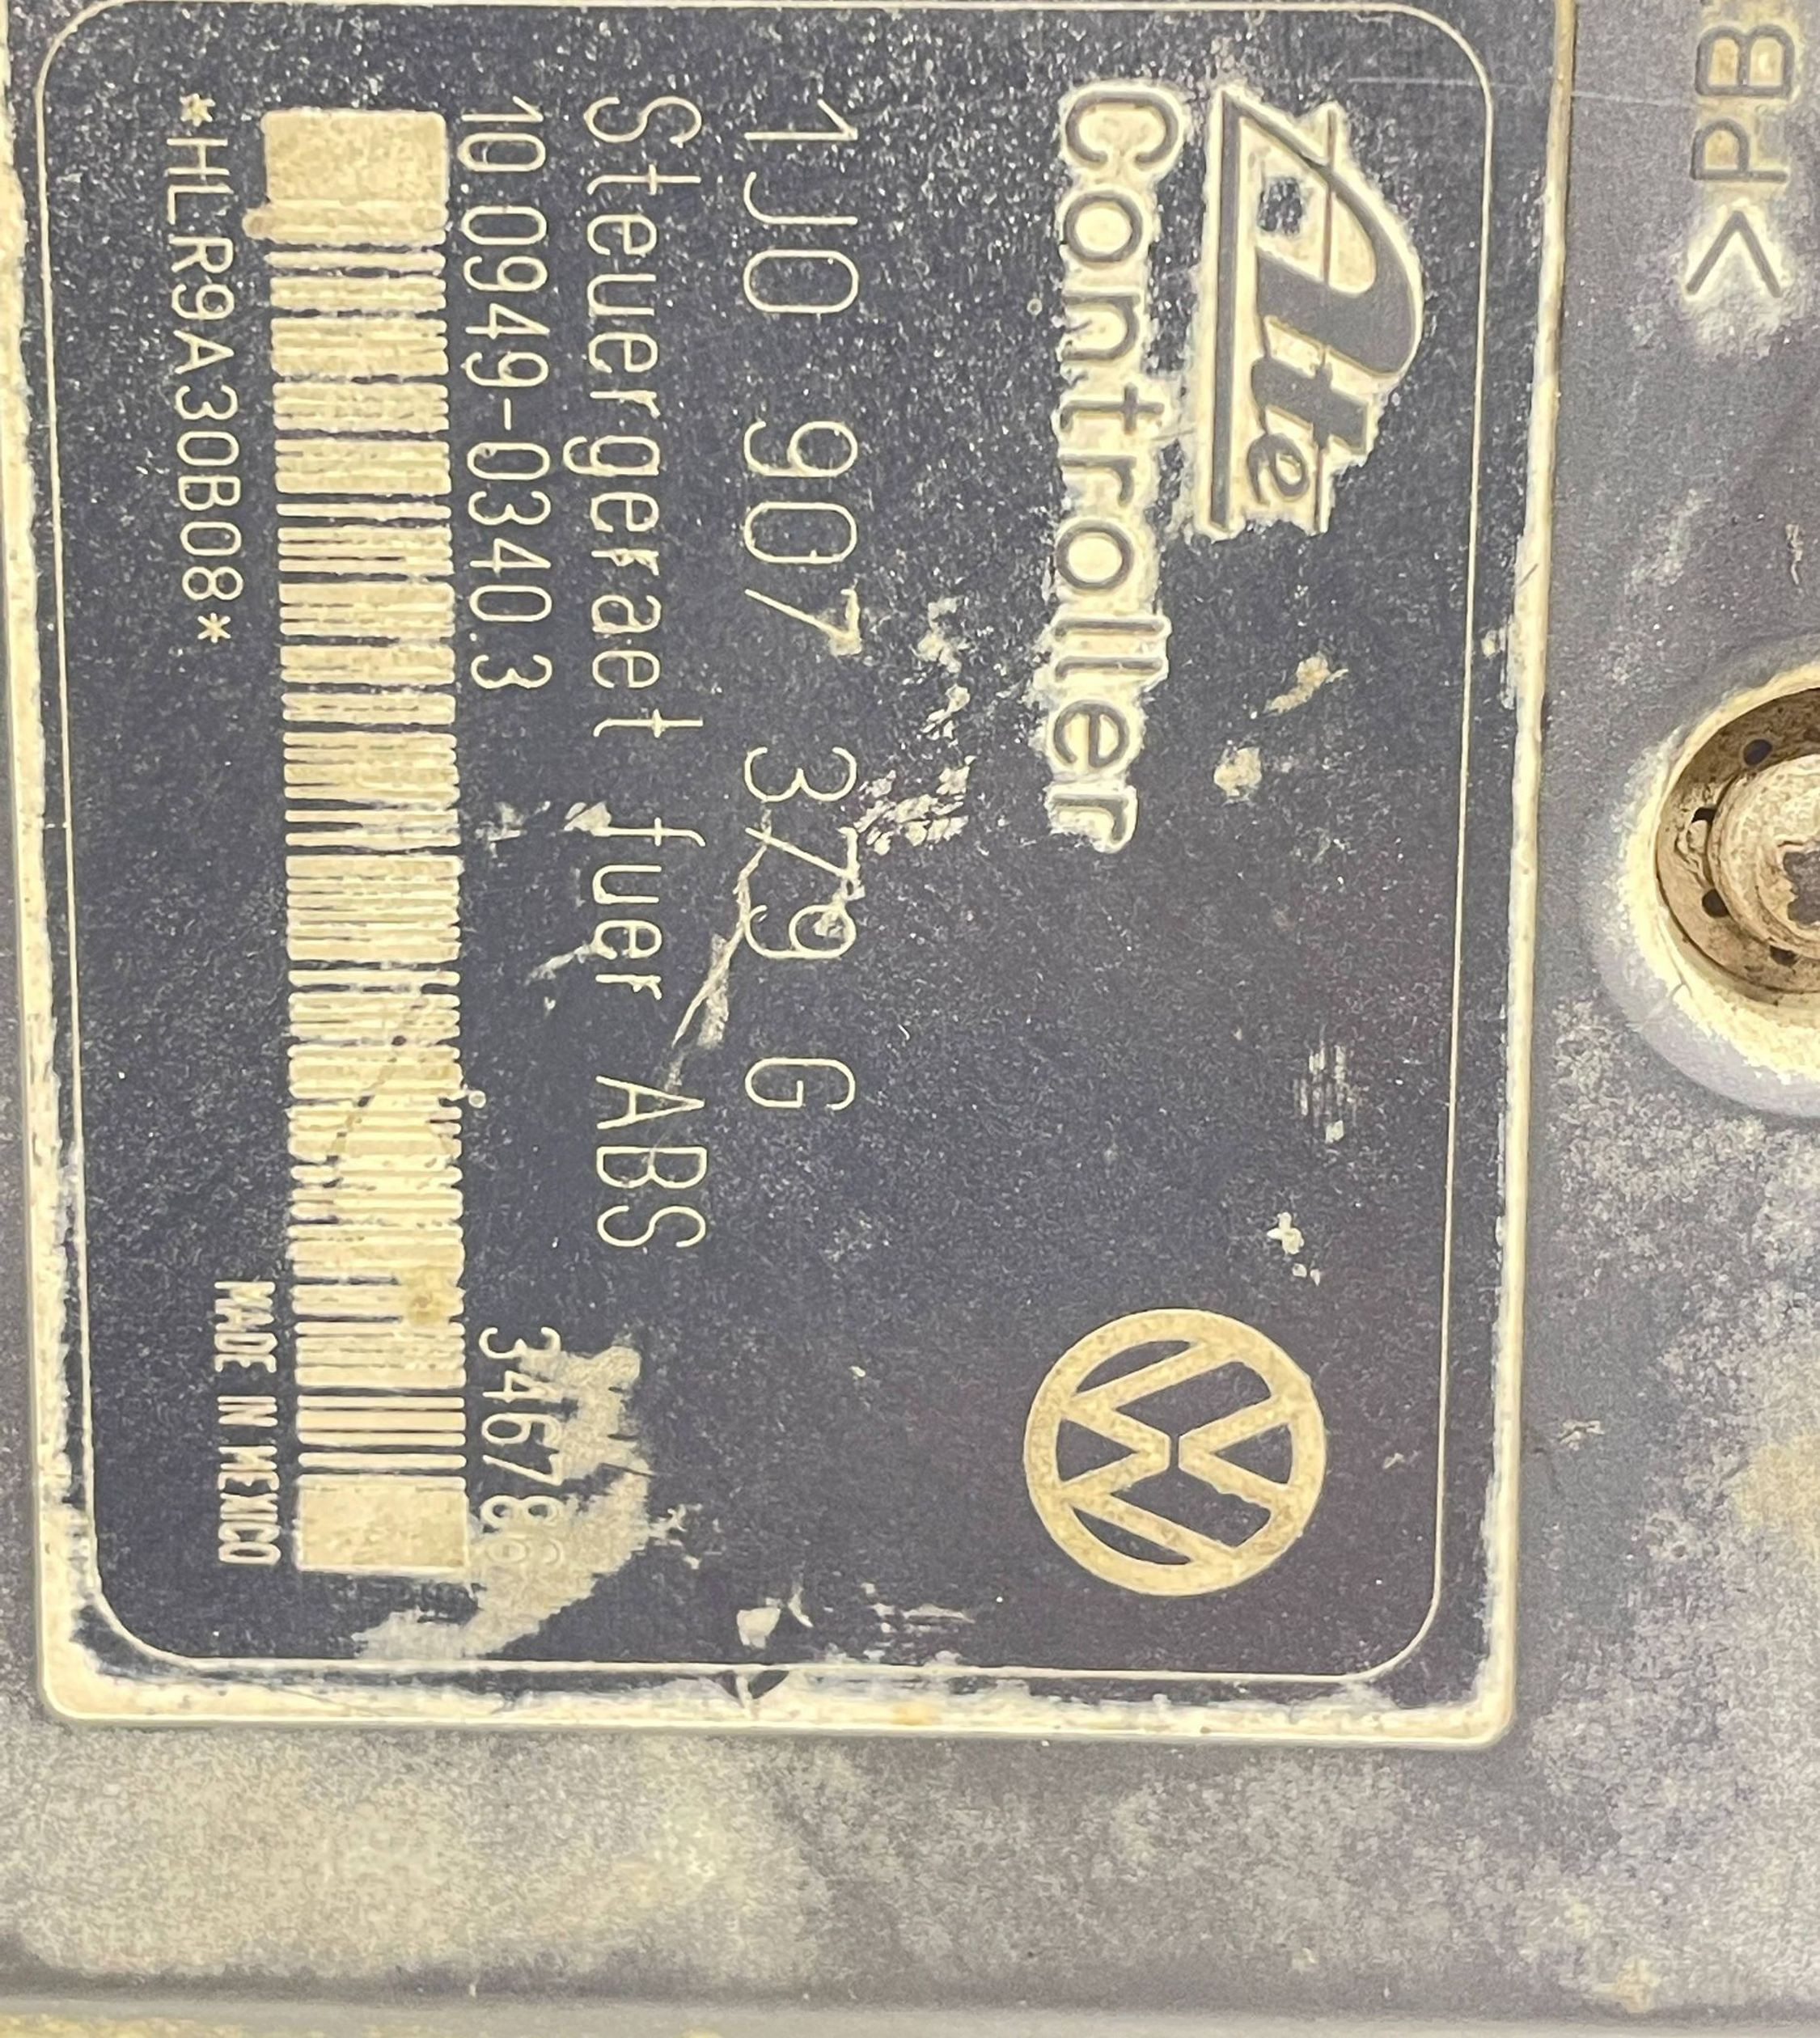 Ate
Controller
1J0 907 379 G
Steuergeraet fuer ABS
10.0949-0340.3
*HLR9A30B08*
MADE IN MEXICO
>PB